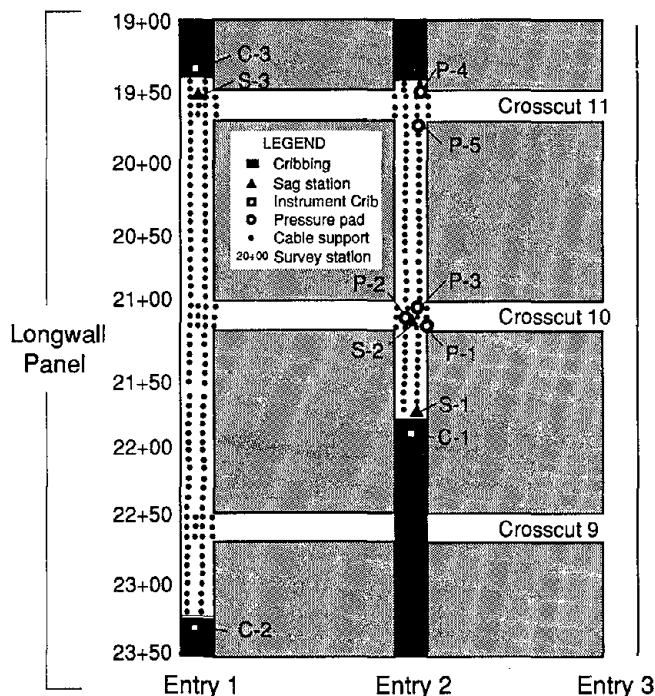 19+00
C-3
P-4
S-3
19+50
Crosscut 11
LEGEND
P-5
Cribbing
20+00
Sag station
Instrument Crib
Pressure pad
20+50
Cable support
20+00 Survey station
P-2
P-3
21+00
Crosscut 10
Longwall
Panel
S-2
P-1
21+50
S-1
22+00
C-1
22+50
Crosscut 9
23+00
C-2
23+50
Entry 1
Entry 2
Entry 3